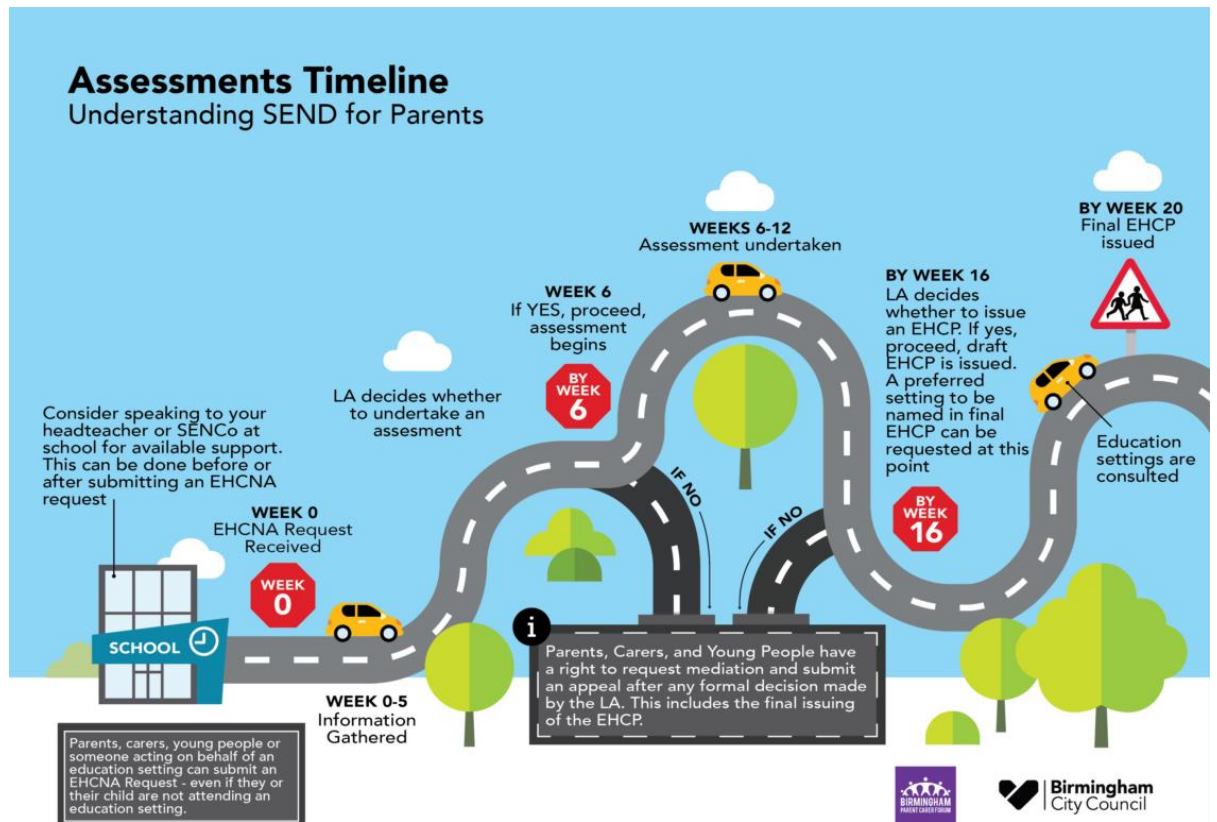 Assessments Timeline
Understanding SEND for Parents
Consider speaking to your
headteacher or SENCo at
school for available support.
This can be done before or
after submitting an EHCNA
request
SCHOOL
Parents, carers, young people or
someone acting on behalf of an
education setting can submit an
EHCNA Request - even if they or
their child are not attending an
education setting.
WEEK 0
EHCNA Request
Received
WEEK
0
WEEK 0-5
Information
Gathered
LA decides whether
to undertake an
assesment
WEEK 6
If YES, proceed,
assessment
begins
BY
WEEK
6
IF NO
WEEKS 6-12
Assessment undertaken
IF NO
i
Parents, Carers, and Young People have
a right to request mediation and submit
an appeal after any formal decision made
by the LA. This includes the final issuing
of the EHCP.
BY WEEK 16
LA decides
whether to issue
an EHCP. If yes,
proceed, draft
EHCP is issued.
A preferred
setting to be
named in final
EHCP can be
requested at this
point
BY
WEEK
16
Education
settings are
consulted
BY WEEK 20
Final EHCP
issued
BIRMINGHAM
PARENT CARER FORUM
Birmingham
City Council